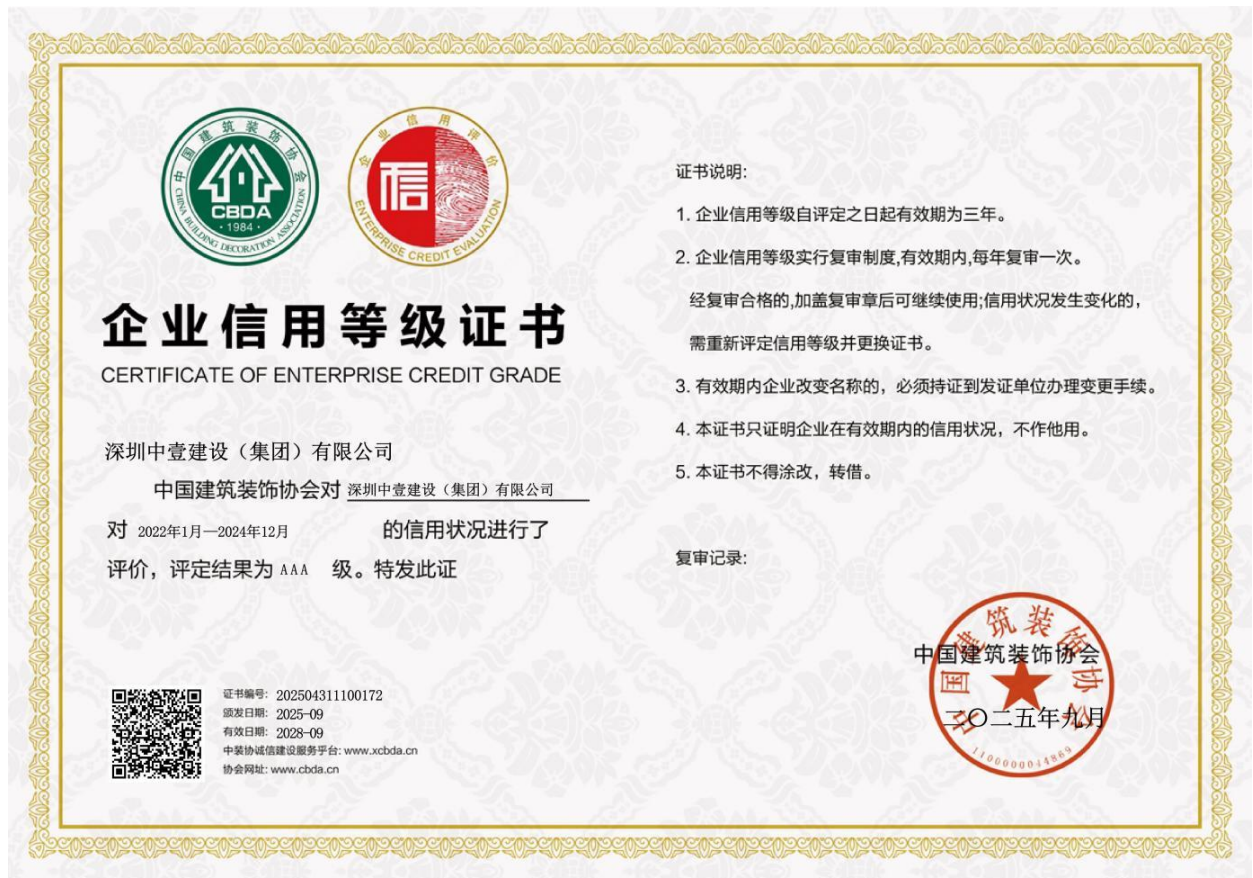 中国建筑装饰协会
CBDA
·1984·
CHINA BUILDING DECORATION ASSOCIATION
企业信用评价
信
ENTERPRISE CREDIT EVALUATION
企业信用等级证书
CERTIFICATE OF ENTERPRISE CREDIT GRADE
深圳中壹建设（集团）有限公司
中国建筑装饰协会对 深圳中壹建设（集团）有限公司
对 2022年1月—2024年12月 的信用状况进行了
评价，评定结果为 AAA 级。特发此证
证书编号: 202504311100172
颁发日期: 2025-09
有效日期: 2028-09
中装协诚信建设服务平台: www.xcbda.cn
协会网址: www.cbda.cn
证书说明:
1. 企业信用等级自评定之日起有效期为三年。
2. 企业信用等级实行复审制度,有效期内,每年复审一次。
经复审合格的,加盖复审章后可继续使用;信用状况发生变化的，
需重新评定信用等级并更换证书。
3. 有效期内企业改变名称的，必须持证到发证单位办理变更手续。
4. 本证书只证明企业在有效期内的信用状况，不作他用。
5. 本证书不得涂改，转借。
复审记录:
中国建筑装饰协会
中国建筑装饰协会
二〇二五年九月
1100000044869